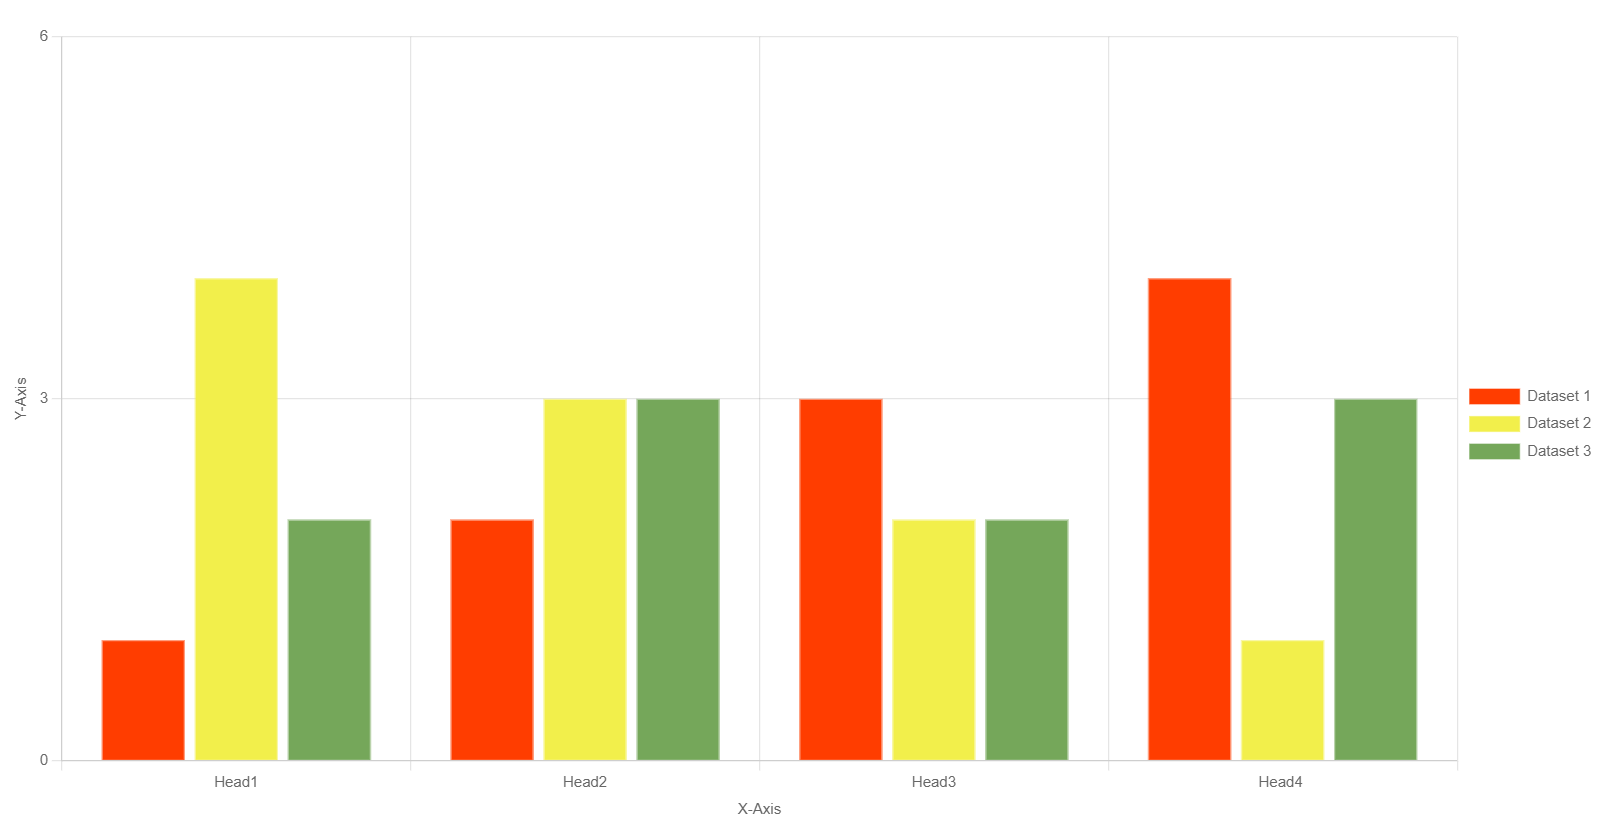 6
3
0
Y-Axis
Head1
Head2
Head3
Head4
X-Axis
Dataset 1
Dataset 2
Dataset 3